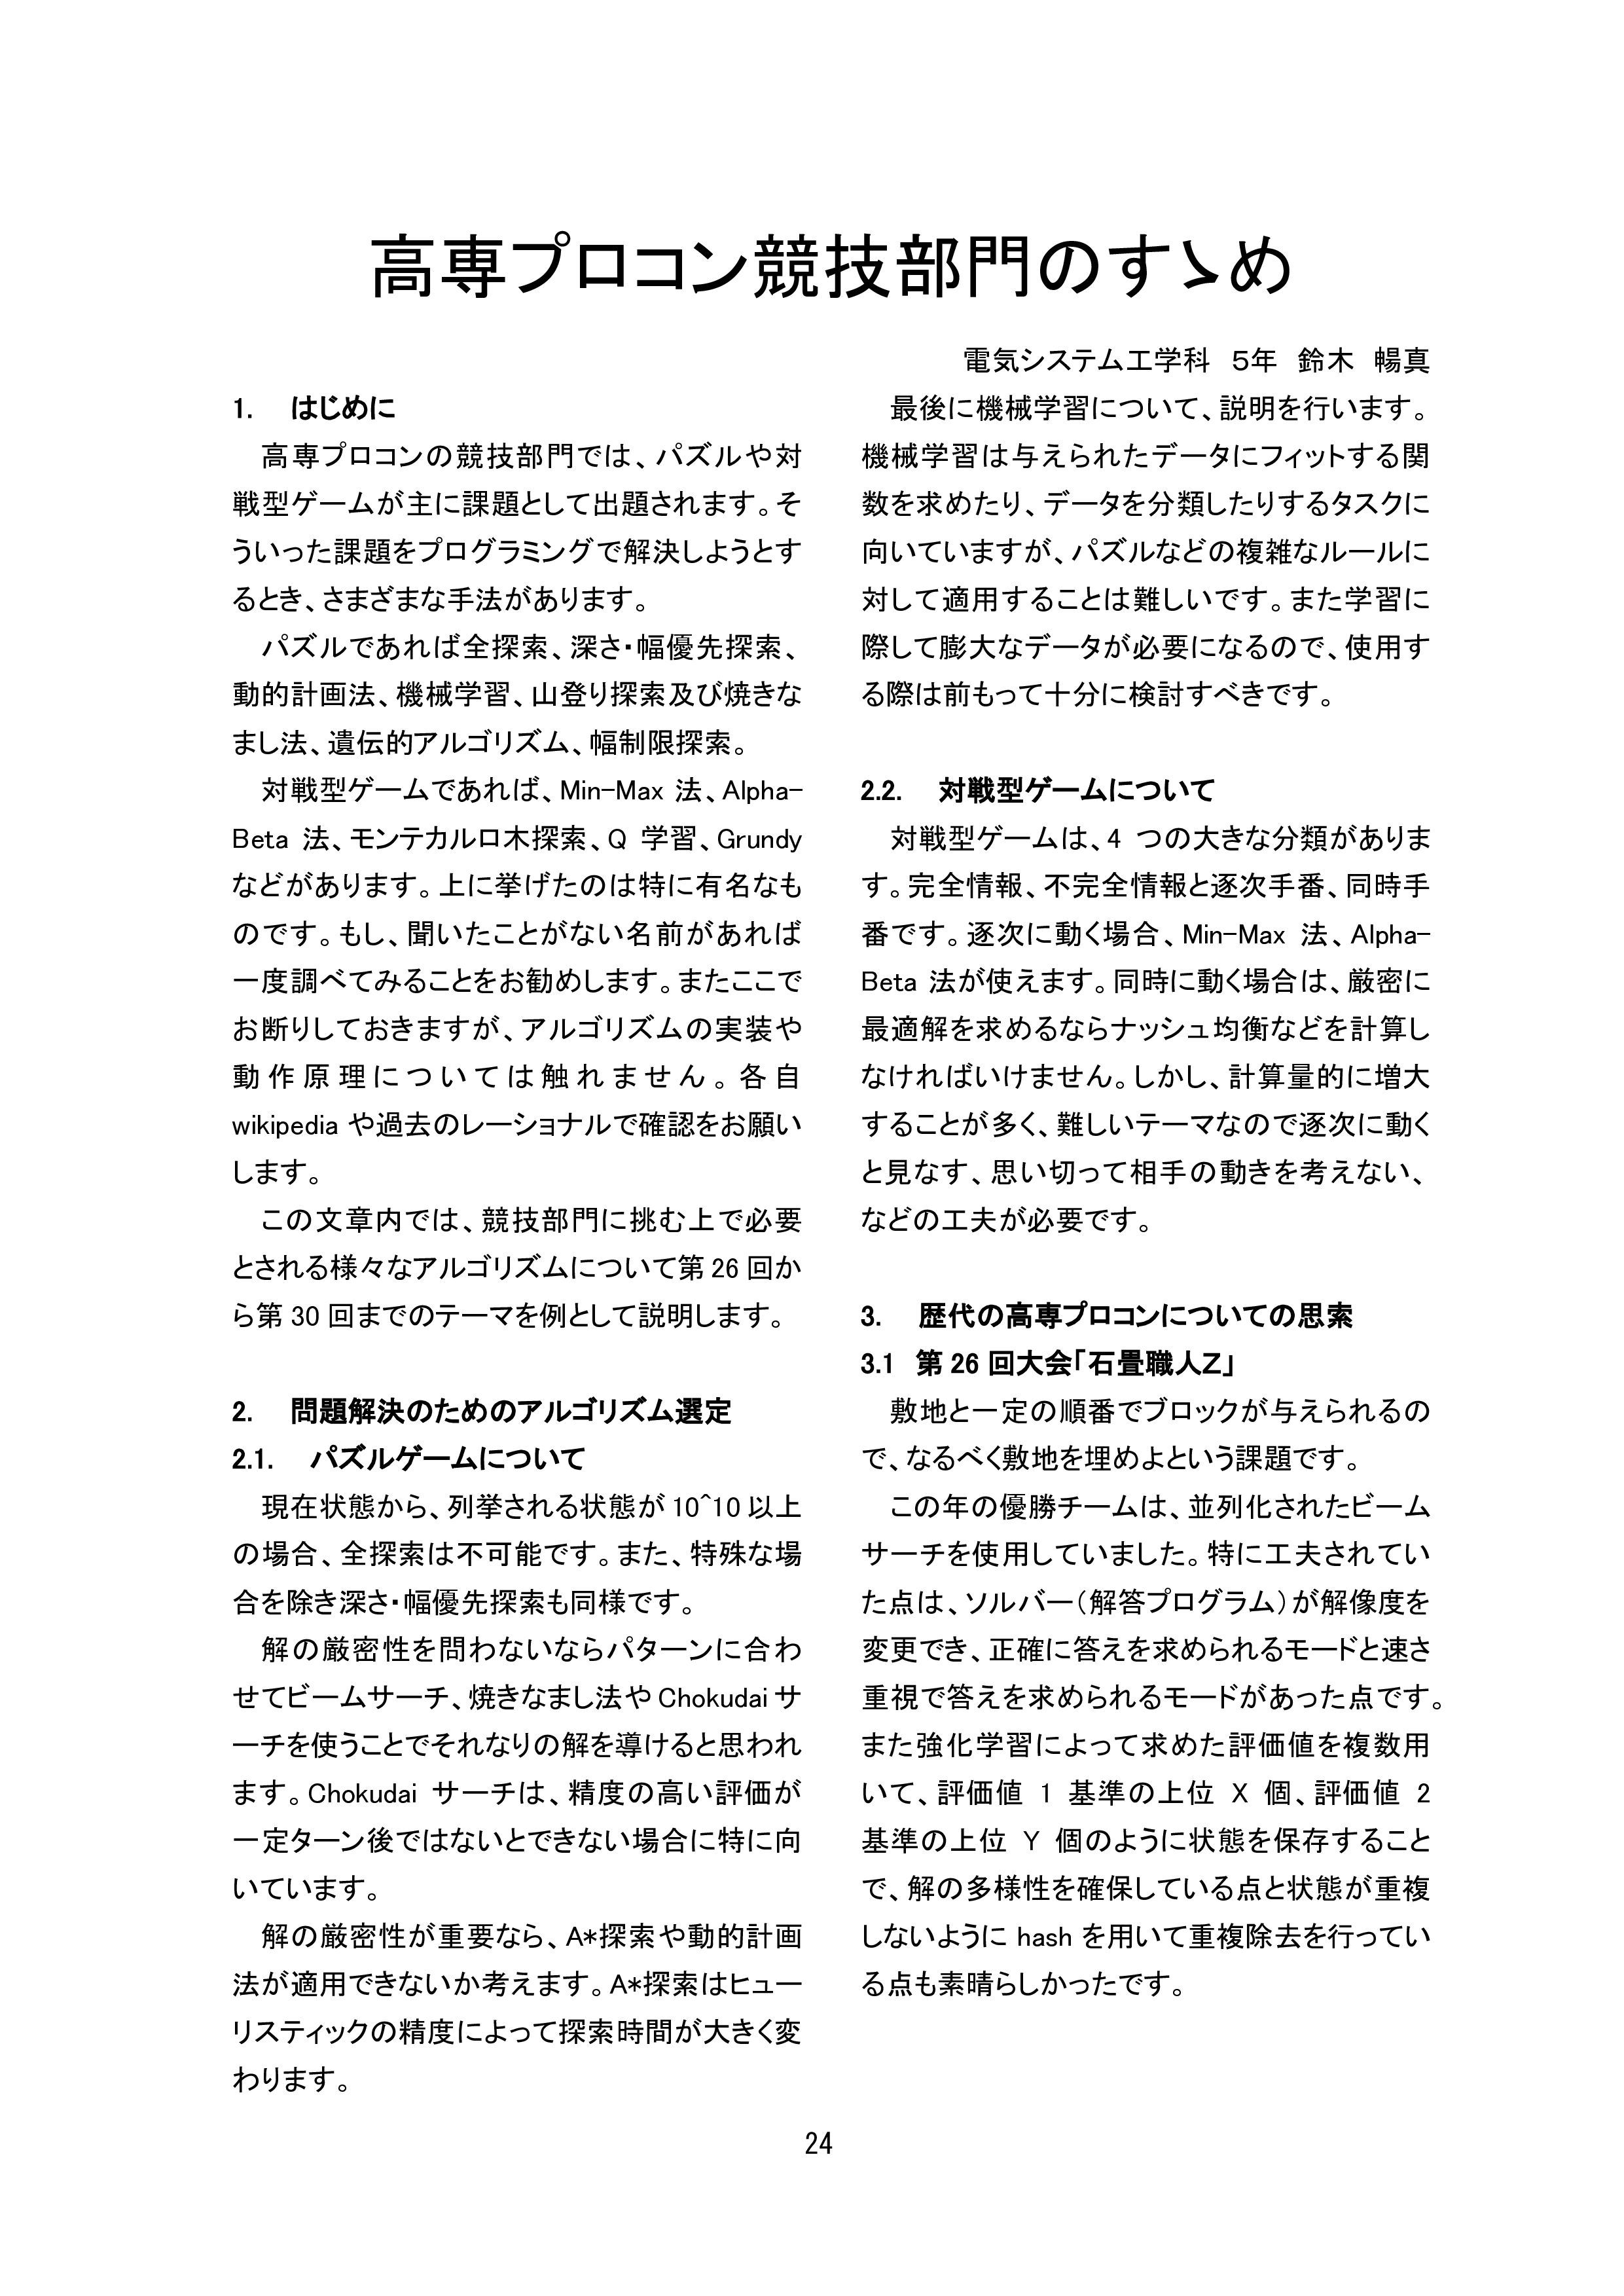 高専プロコン競技部門のすゝめ
電気システム工学科 5年 鈴木 暢真
1. はじめに
高専プロコンの競技部門では、パズルや対
戦型ゲームが主に課題として出題されます。そ
ういった課題をプログラミングで解決しようとす
るとき、さまざまな手法があります。
パズルであれば全探索、深さ・幅優先探索、
動的計画法、機械学習、山登り探索及び焼きな
まし法、遺伝的アルゴリズム、幅制限探索。
対戦型ゲームであれば、Min-Max 法、Alpha-
Beta 法、モンテカルロ木探索、Q 学習、Grundy
などがあります。上に挙げたのは特に有名なも
のです。もし、聞いたことがない名前があれば
一度調べてみることをお勧めします。またここで
お断りしておきますが、アルゴリズムの実装や
動作原理については触れません。各自
wikipedia や過去のレーショナルで確認をお願い
します。
この文章内では、競技部門に挑む上で必要
とされる様々なアルゴリズムについて第 26 回か
ら第 30 回までのテーマを例として説明します。
2. 問題解決のためのアルゴリズム選定
2.1. パズルゲームについて
現在状態から、列挙される状態が 10^10 以上
の場合、全探索は不可能です。また、特殊な場
合を除き深さ・幅優先探索も同様です。
解の厳密性を問わないならパターンに合わ
せてビームサーチ、焼きなまし法や Chokudai サ
ーチを使うことでそれなりの解を導けると思われ
ます。Chokudai サーチは、精度の高い評価が
一定ターン後ではないとできない場合に特に向
いています。
解の厳密性が重要なら、A*探索や動的計画
法が適用できないか考えます。A*探索はヒュー
リスティックの精度によって探索時間が大きく変
わります。
最後に機械学習について、説明を行います。
機械学習は与えられたデータにフィットする関
数を求めたり、データを分類したりするタスクに
向いていますが、パズルなどの複雑なルールに
対して適用することは難しいです。また学習に
際して膨大なデータが必要になるので、使用す
る際は前もって十分に検討すべきです。
2.2. 対戦型ゲームについて
対戦型ゲームは、4 つの大きな分類がありま
す。完全情報、不完全情報と逐次手番、同時手
番です。逐次に動く場合、Min-Max 法、Alpha-
Beta 法が使えます。同時に動く場合は、厳密に
最適解を求めるならナッシュ均衡などを計算し
なければいけません。しかし、計算量的に増大
することが多く、難しいテーマなので逐次に動く
と見なす、思い切って相手の動きを考えない、
などの工夫が必要です。
3. 歴代の高専プロコンについての思索
3.1 第 26 回大会「石畳職人Z」
敷地と一定の順番でブロックが与えられるの
で、なるべく敷地を埋めよという課題です。
この年の優勝チームは、並列化されたビーム
サーチを使用していました。特に工夫されてい
た点は、ソルバー（解答プログラム）が解像度を
変更でき、正確に答えを求められるモードと速さ
重視で答えを求められるモードがあった点です。
また強化学習によって求めた評価値を複数用
いて、評価値 1 基準の上位 X 個、評価値 2
基準の上位 Y 個のように状態を保存すること
で、解の多様性を確保している点と状態が重複
しないように hash を用いて重複除去を行ってい
る点も素晴らしかったです。
24